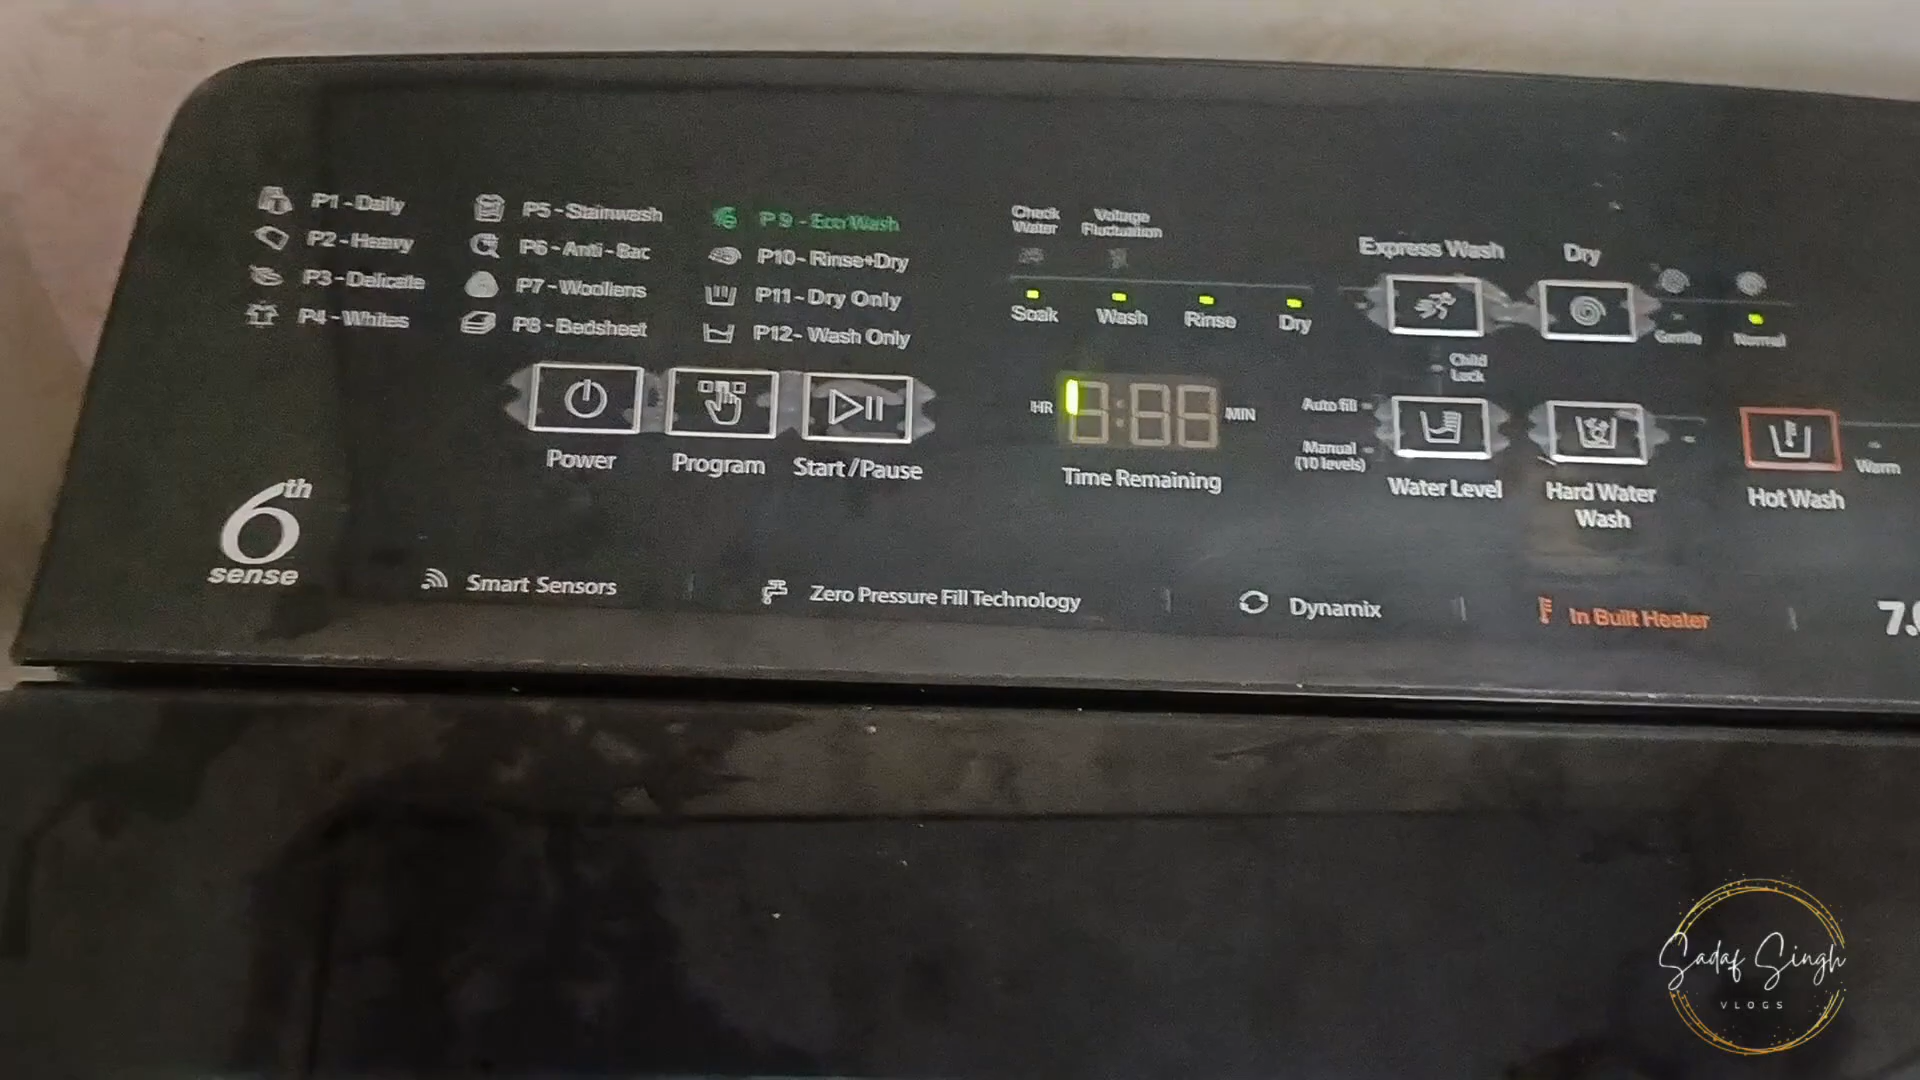 P1 - Daily
P2 - Heavy
P3 - Delicate
P4 - Whites
P5 - Stainwash
P6 - Anti - Bac
P7 - Woollens
P8 - Bedsheet
P 9 - Eco Wash
P10 - Rinse+Dry
P11 - Dry Only
P12 - Wash Only
Check
Water
Voltage
Fluctuation
Soak Wash Rinse Dry
Express Wash
Dry
Gentle
Normal
Child
Lock
Power
Program
Start / Pause
HR
MIN
Time Remaining
Auto fill
Manual
(10 levels)
Water Level
Hard Water
Wash
Hot Wash
Warm
6th
sense
Smart Sensors
Zero Pressure Fill Technology
Dynamix
In Built Heater
Sadaf Singh
VLOGS